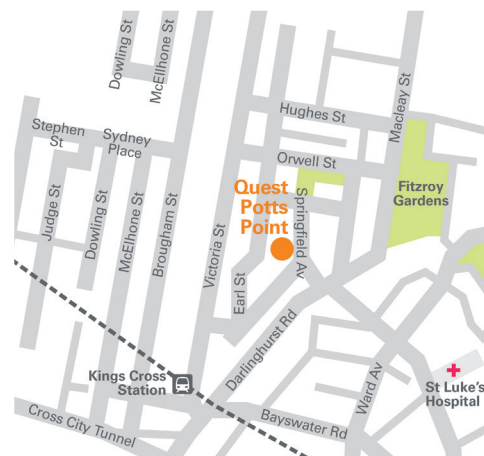 Dowling St
McEllhone St
Macleay St
Hughes St
Stephen
St
Sydney
Place
Orwell St
Quest
Potts
Point
Fitzroy
Gardens
Judge St
Dowling St
McElhone St
Brougham St
Victoria St
Springfield Av
Earl St
Darlinghurst Rd
Kings Cross
Station
Ward Av
St Luke's
Hospital
Cross City Tunnel
Bayswater Rd